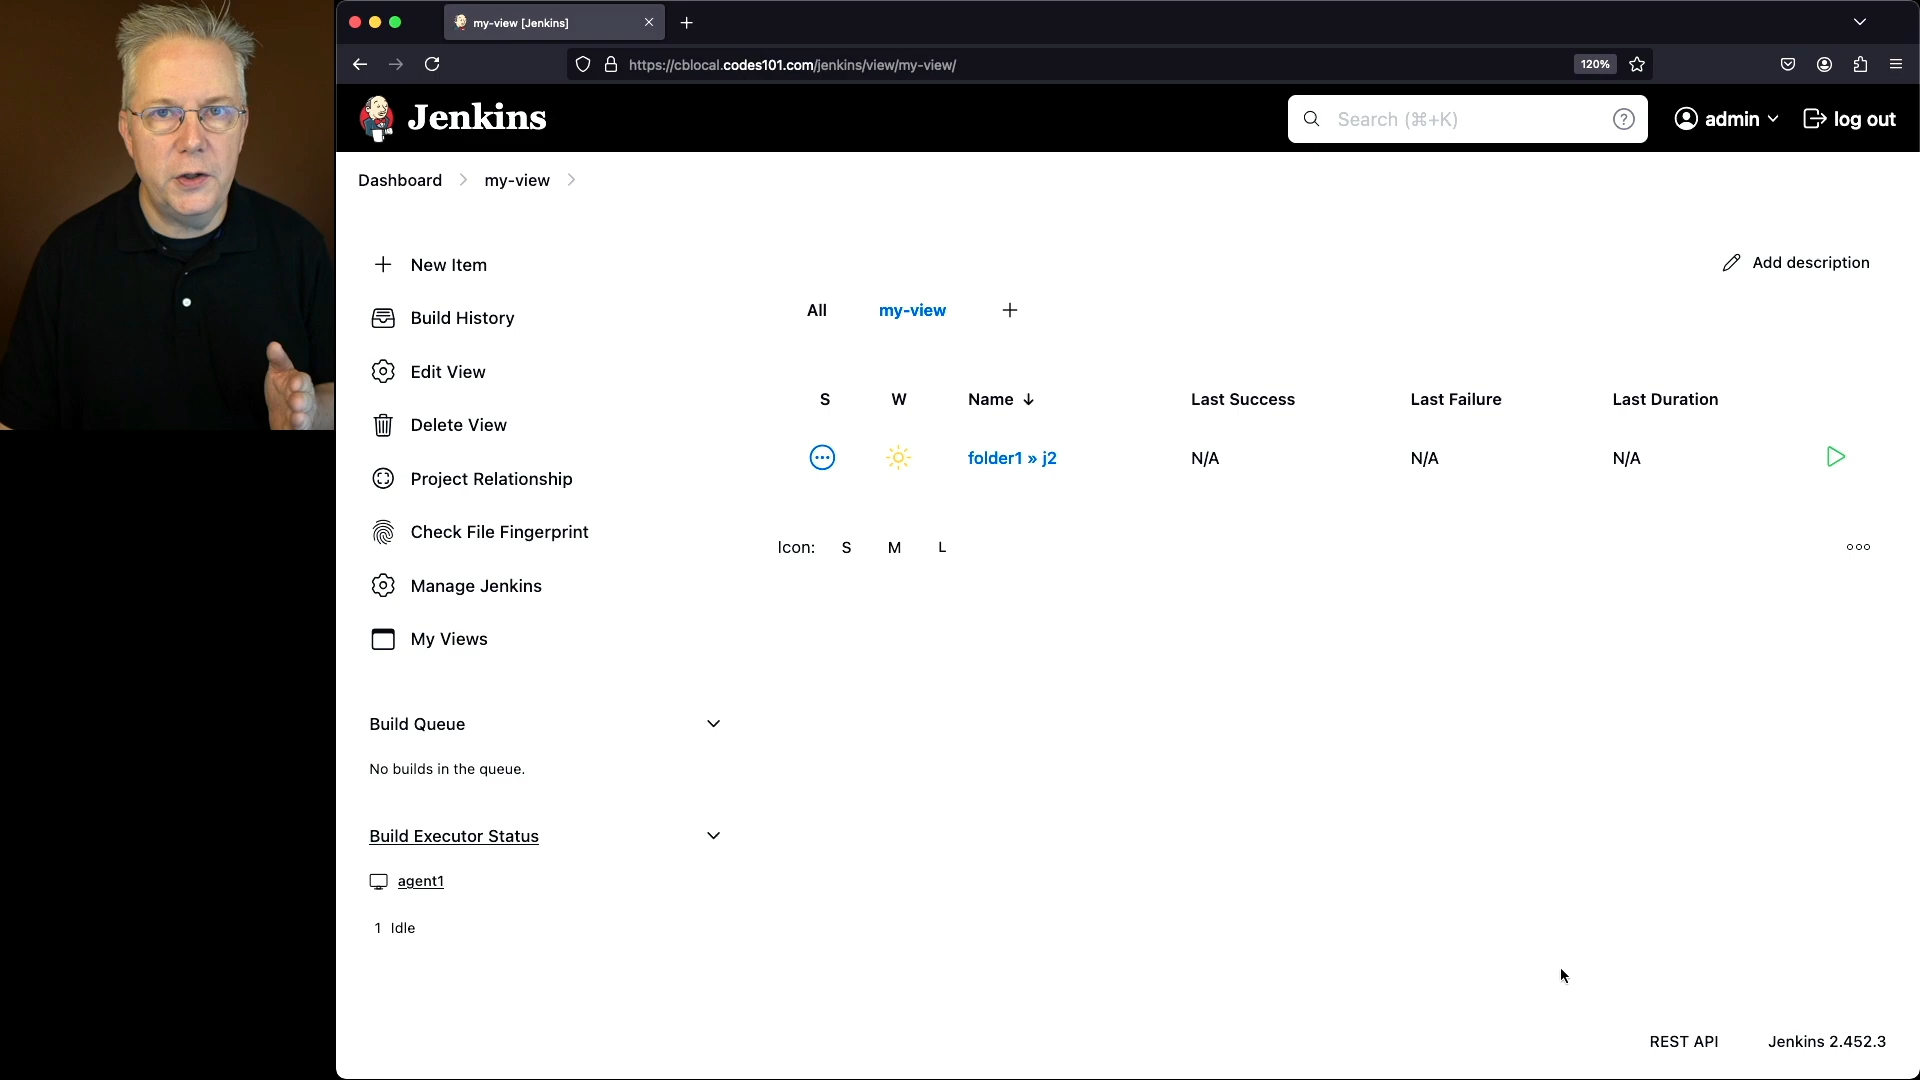 my-view [Jenkins]
https://cblocal.codes101.com/jenkins/view/my-view/
120%
Jenkins
Search (⌘+K)
admin
log out
Dashboard
my-view
New Item
Build History
Edit View
Delete View
Project Relationship
Check File Fingerprint
Manage Jenkins
My Views
Build Queue
No builds in the queue.
Build Executor Status
agent1
1 Idle
Add description
All my-view +
S W Name ↓ Last Success Last Failure Last Duration
folder1 » j2 N/A N/A N/A
Icon: S M L
REST API Jenkins 2.452.3